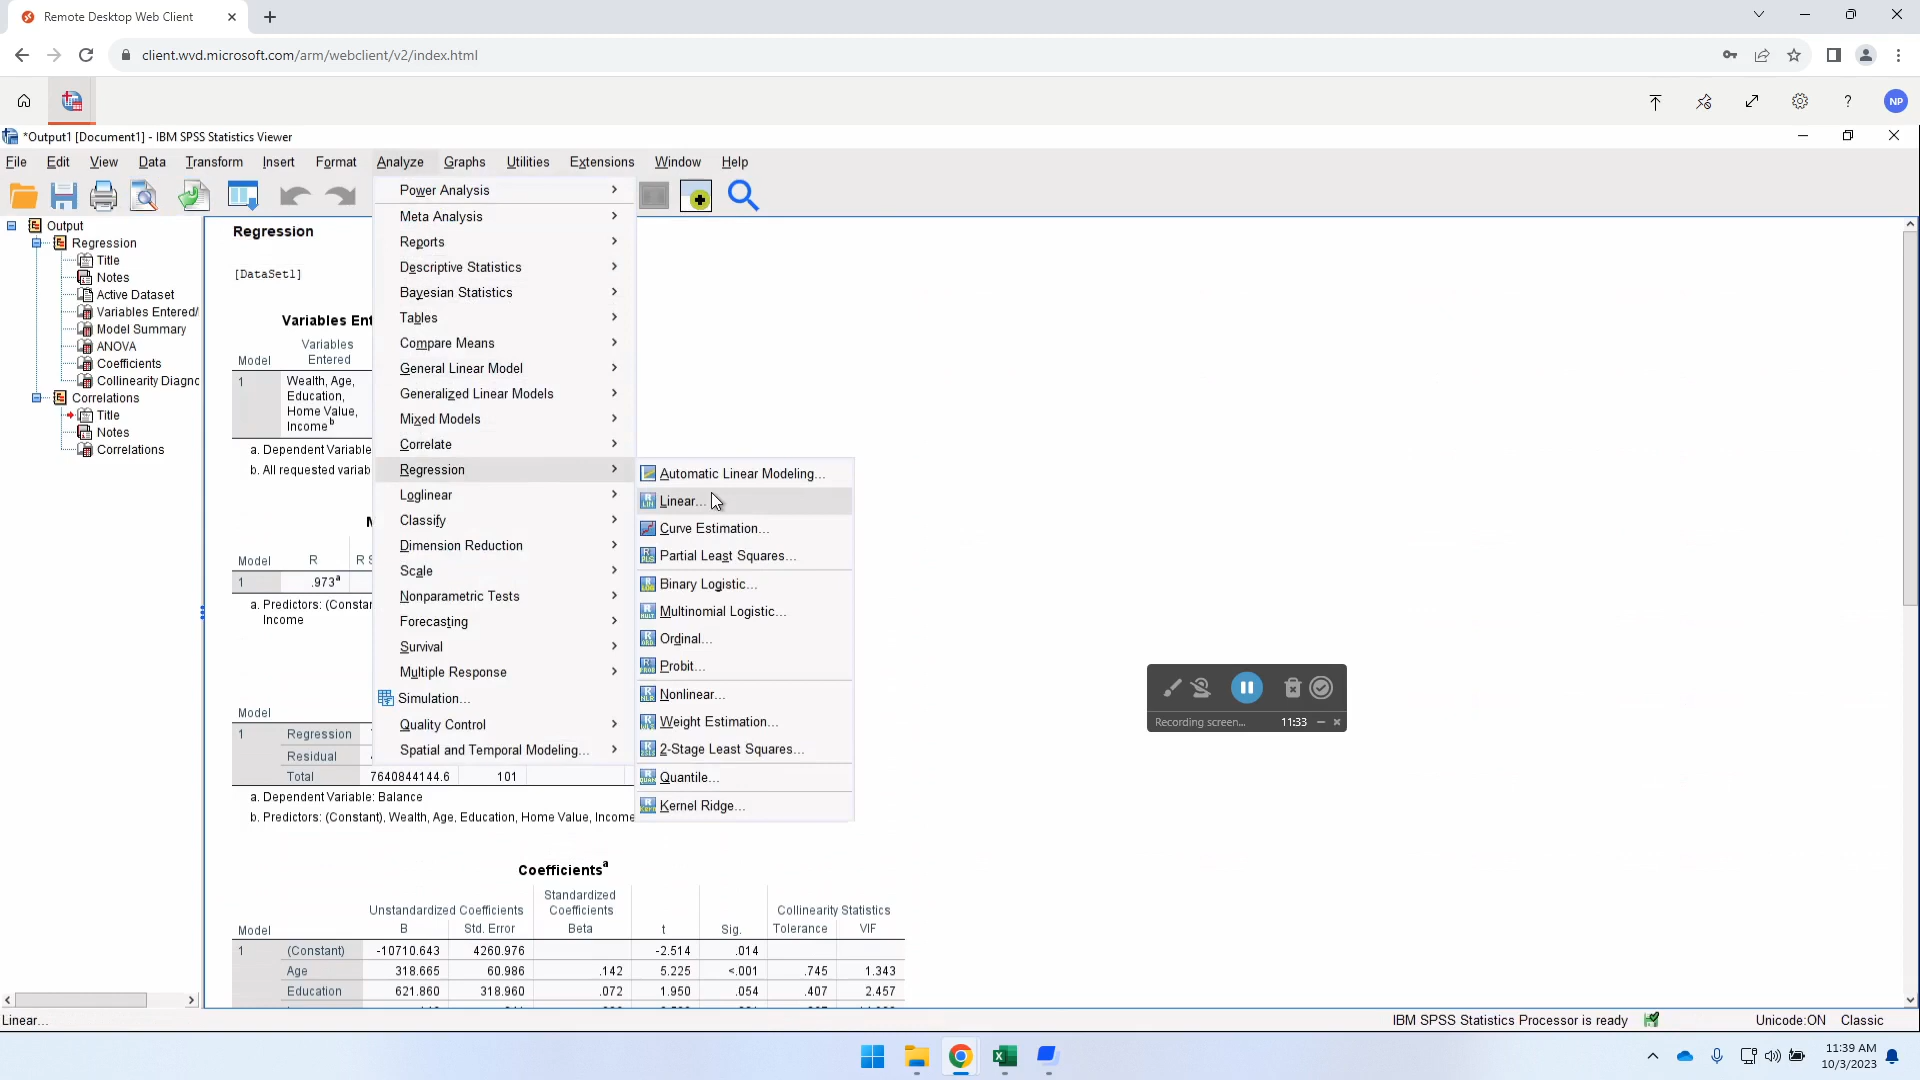 Remote Desktop Web Client
client.wvd.microsoft.com/arm/webclient/v2/index.html
NP
*Output1 [Document1] - IBM SPSS Statistics Viewer
File Edit View Data Transform Insert Format Analyze Graphs Utilities Extensions Window Help
Output
Regression
Title
Notes
Active Dataset
Variables Entered/
Model Summary
ANOVA
Coefficients
Collinearity Diagno
Correlations
Title
Notes
Correlations
Regression
[DataSet1]
Variables Ent
Model Variables Entered
1 Wealth, Age,
Education,
Home Value,
Income b
a. Dependent Variable
b. All requested variab
M
Model R R S
1 .973 a
a. Predictors: (Constan
Income
Model
1 Regression
Residual
Total 7640844144.6 101
a. Dependent Variable: Balance
b. Predictors: (Constant), Wealth, Age, Education, Home Value, Income
Coefficients a
Unstandardized Coefficients Standardized Coefficients Collinearity Statistics
Model B Std. Error Beta t Sig. Tolerance VIF
1 (Constant) -10710.643 4260.976 -2.514 .014
Age 318.665 60.986 .142 5.225 <.001 .745 1.343
Education 621.860 318.960 .072 1.950 .054 .407 2.457
Power Analysis
Meta Analysis
Reports
Descriptive Statistics
Bayesian Statistics
Tables
Compare Means
General Linear Model
Generalized Linear Models
Mixed Models
Correlate
Regression
Loglinear
Classify
Dimension Reduction
Scale
Nonparametric Tests
Forecasting
Survival
Multiple Response
Simulation...
Quality Control
Spatial and Temporal Modeling...
Automatic Linear Modeling...
Linear...
Curve Estimation...
Partial Least Squares...
Binary Logistic...
Multinomial Logistic...
Ordinal...
Probit...
Nonlinear...
Weight Estimation...
2-Stage Least Squares...
Quantile...
Kernel Ridge...
Recording screen... 11:33
Linear...
IBM SPSS Statistics Processor is ready Unicode:ON Classic
11:39 AM
10/3/2023